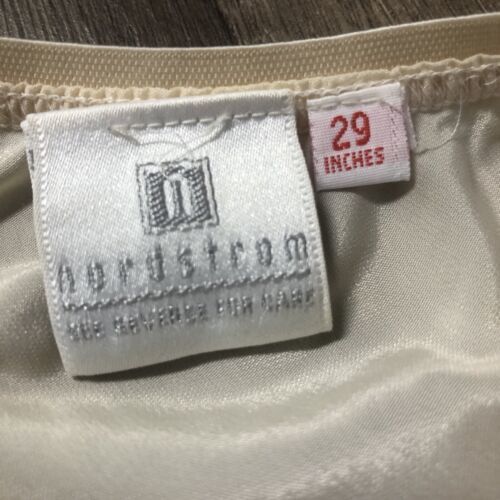 n
nordstrom
SEE REVERSE FOR CARE
29
INCHES